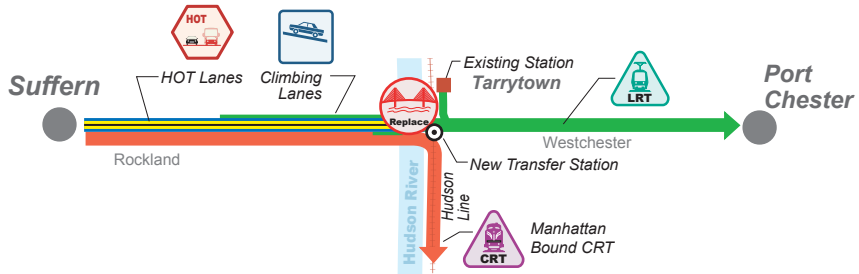 HOT
Suffern
HOT Lanes
Climbing
Lanes
Existing Station
Tarrytown
LRT
Port
Chester
Replace
Rockland
Westchester
New Transfer Station
Hudson River
Hudson
Line
CRT
Manhattan
Bound CRT